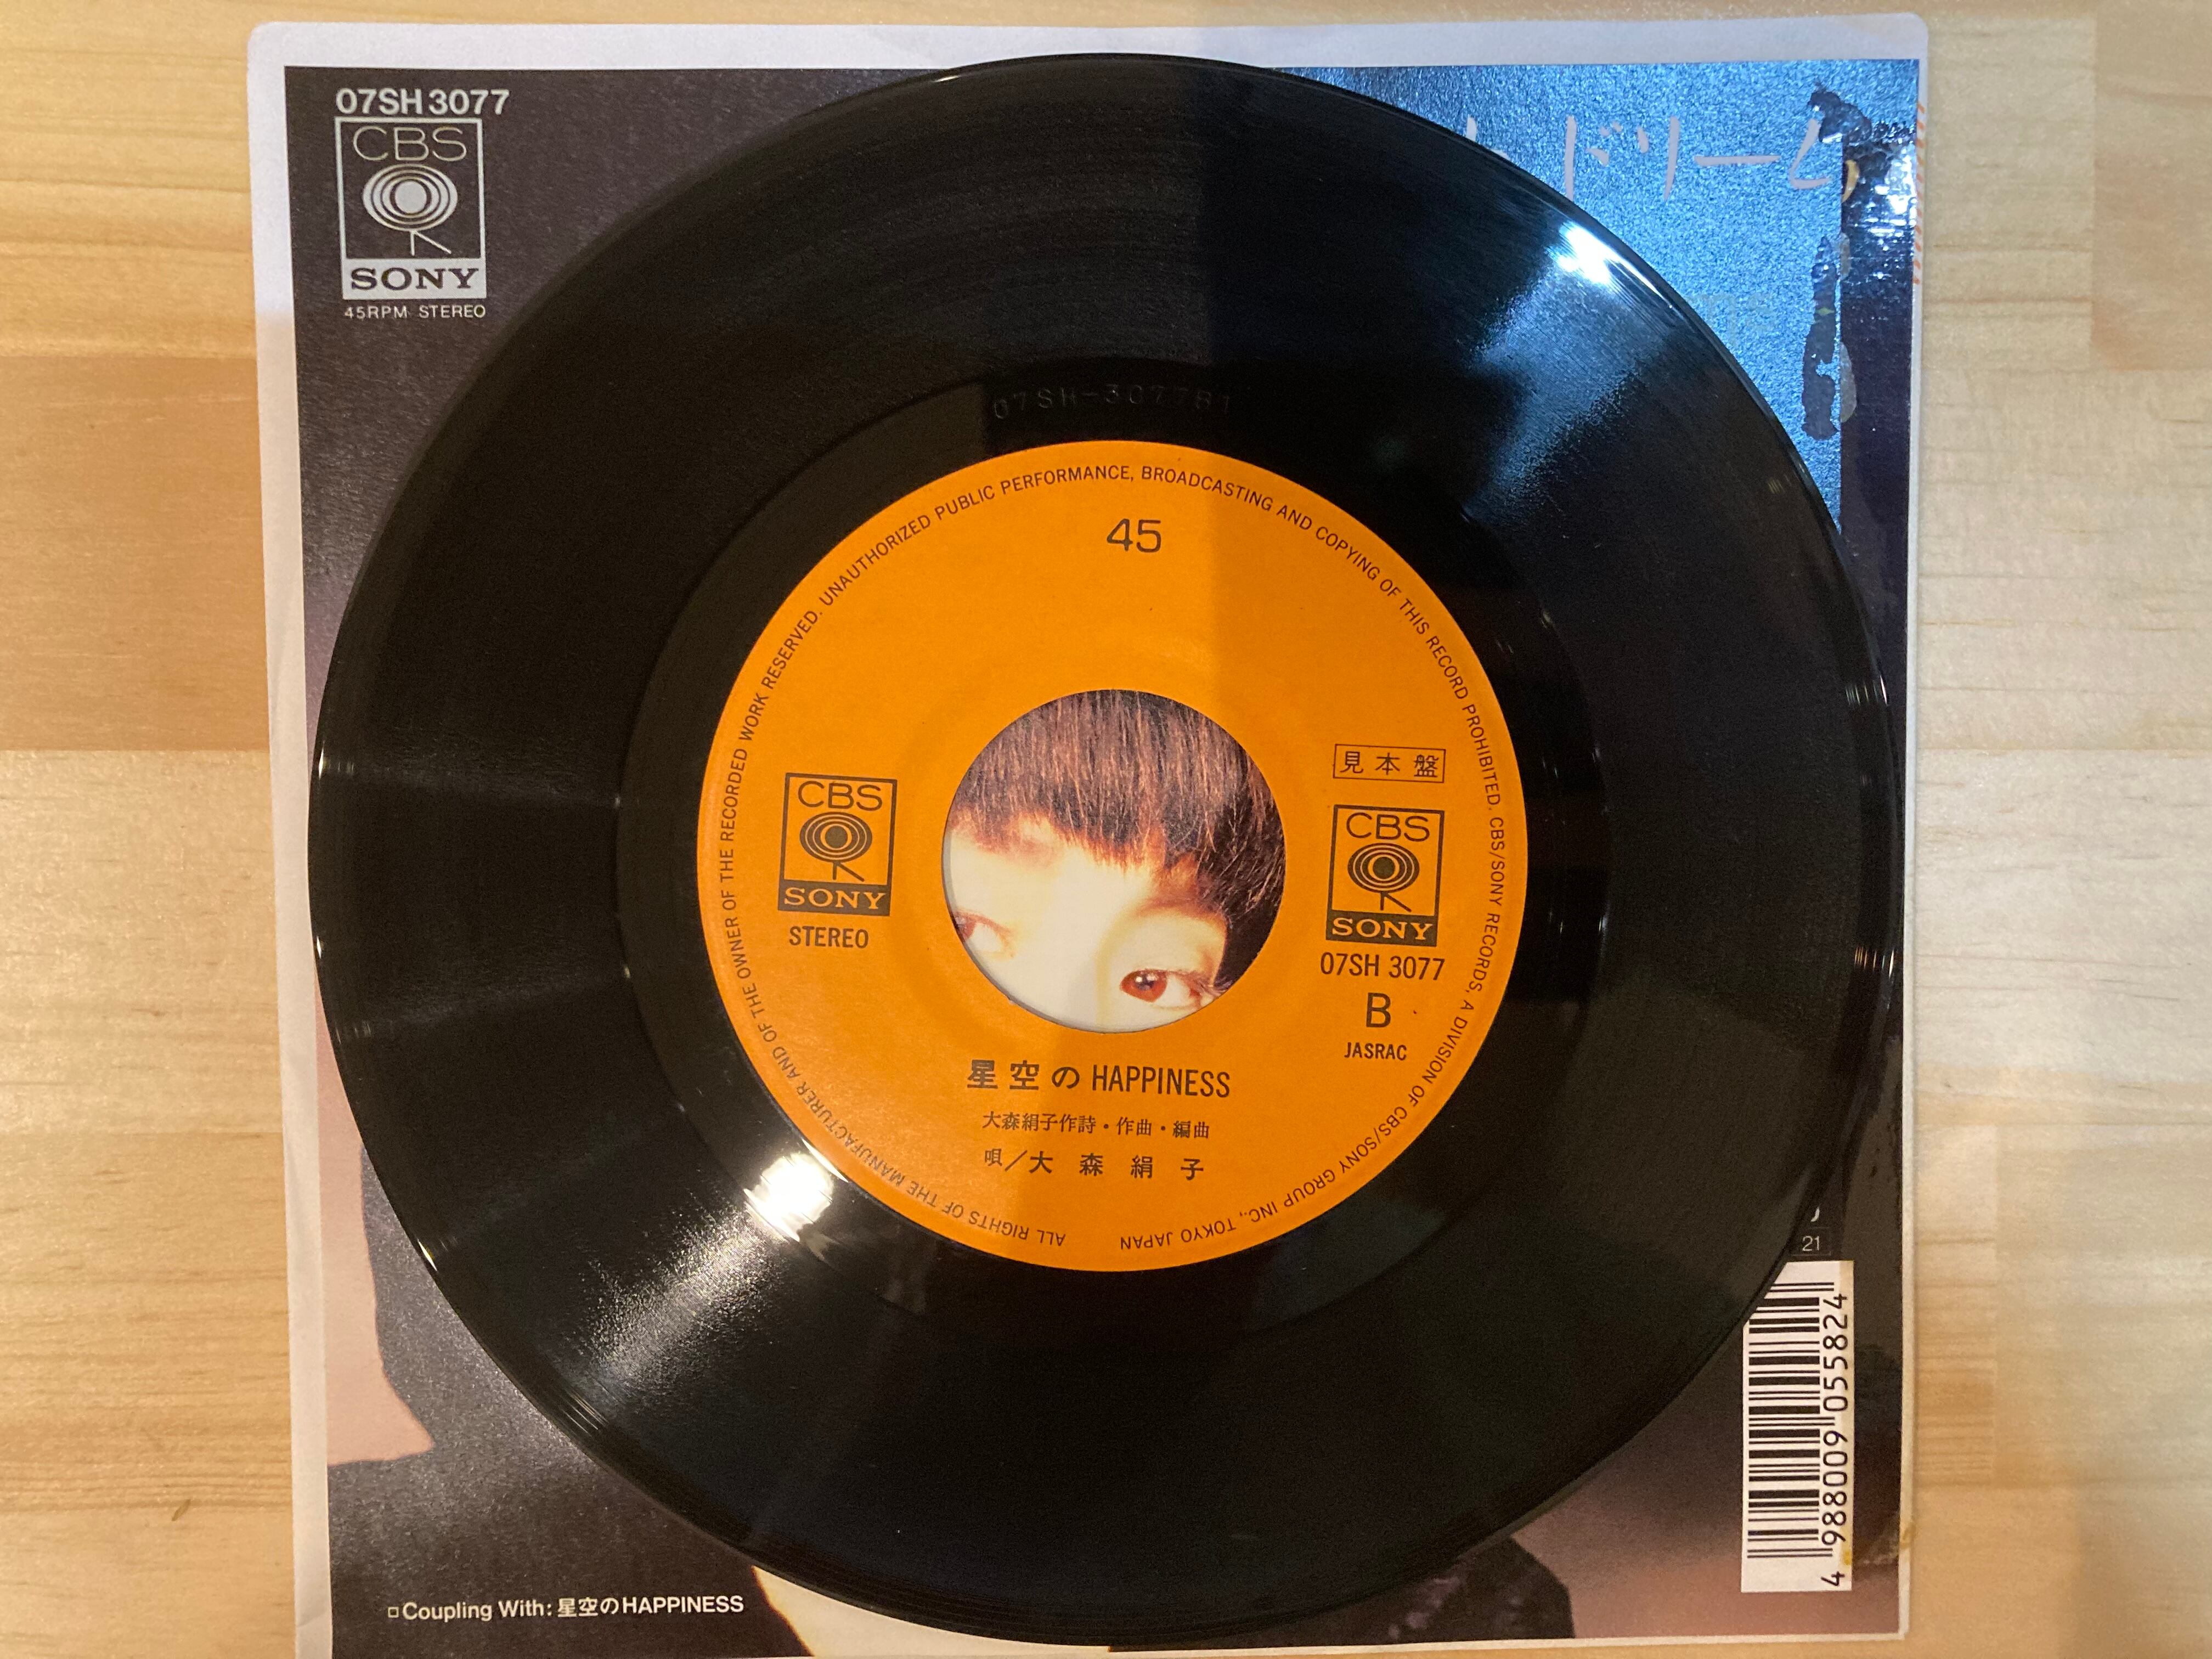 07SH 3077
CBS
SONY
45RPM STEREO
ドリーム
07SH-3077B1
45
ALL RIGHTS OF THE MANUFACTURER AND OF THE OWNER OF THE RECORDED WORK RESERVED. UNAUTHORIZED PUBLIC PERFORMANCE, BROADCASTING AND COPYING OF THIS RECORD PROHIBITED. CBS/SONY RECORDS, A DIVISION OF CBS/SONY GROUP INC., TOKYO JAPAN
CBS
SONY
STEREO
見本盤
CBS
SONY
07SH 3077
B
JASRAC
星空のHAPPINESS
大森絹子作詩・作曲・編曲
唄／大森絹子
21
4 988009 055824
Coupling With: 星空のHAPPINESS